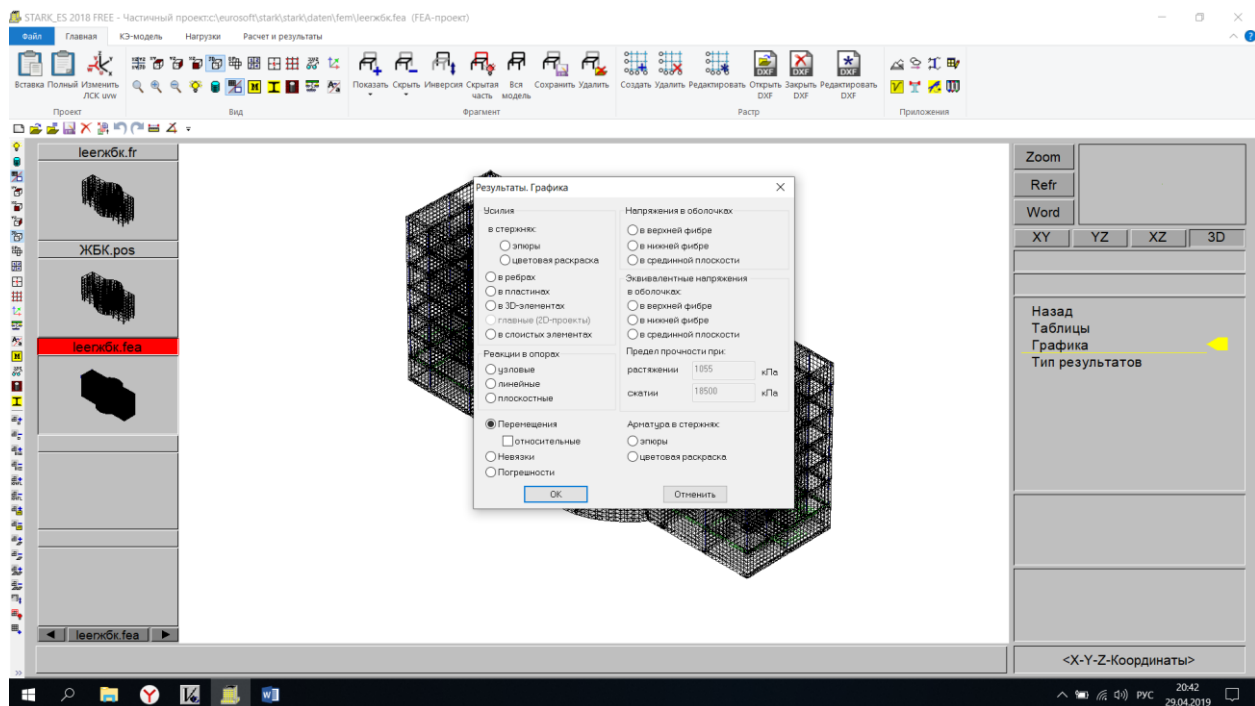 STARK_ES 2018 FREE - Частичный проект:c:\eurosoft\stark\stark\daten\fem\leerжбк.fea (FEA-проект)
Файл Главная КЭ-модель Нагрузки Расчет и результаты
Вставка Полный Изменить ЛСК uvw
Показать Скрыть Инверсия Скрытая часть Вся модель Сохранить Удалить
Создать Удалить Редактировать Открыть DXF Закрыть DXF Редактировать DXF
Проект Вид Фрагмент Растр Приложения
leerжбк.fr
ЖБК.pos
leerжбк.fea
leerжбк.fea
Результаты. Графика
Усилия
в стержнях:
эпюры
цветовая раскраска
в ребрах
в пластинах
в 3D-элементах
главные (2D-проекты)
в слоистых элементах
Реакции в опорах
узловые
линейные
плоскостные
Перемещения
относительные
Невязки
Погрешности
Напряжения в оболочках
в верхней фибре
в нижней фибре
в срединной плоскости
Эквивалентные напряжения
в оболочках:
в верхней фибре
в нижней фибре
в срединной плоскости
Предел прочности при:
растяжении 1055 кПа
сжатии 18500 кПа
Арматура в стержнях:
эпюры
цветовая раскраска
OK Отменить
Zoom
Refr
Word
XY YZ XZ 3D
Назад
Таблицы
Графика
Тип результатов
<X-Y-Z-Координаты>
РУС 20:42
29.04.2019